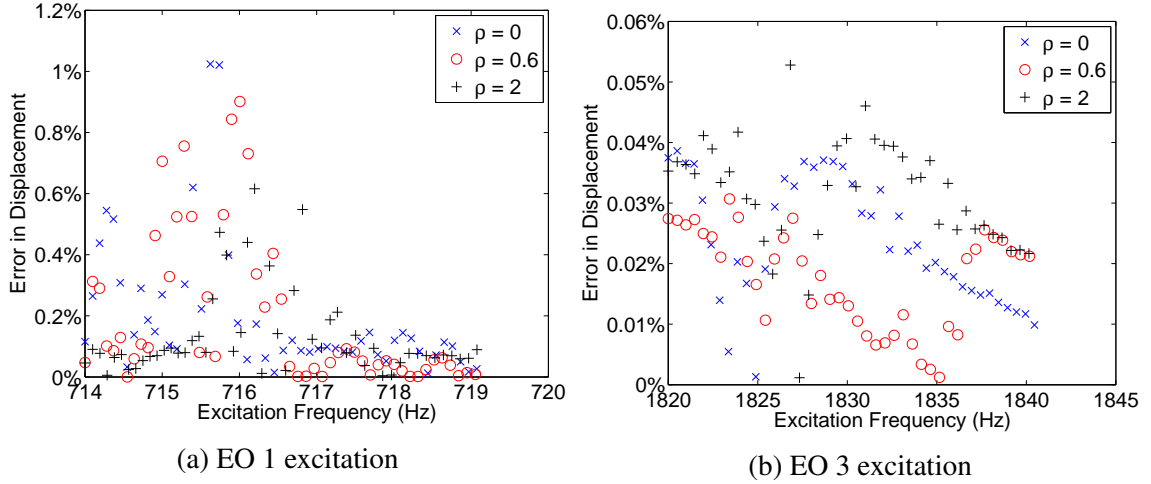 1.2%
1%
0.8%
0.6%
0.4%
0.2%
0%
Error in Displacement
714 715 716 717 718 719 720
Excitation Frequency (Hz)
ρ = 0
ρ = 0.6
ρ = 2
(a) EO 1 excitation
0.06%
0.05%
0.04%
0.03%
0.02%
0.01%
0%
Error in Displacement
1820 1825 1830 1835 1840 1845
Excitation Frequency (Hz)
ρ = 0
ρ = 0.6
ρ = 2
(b) EO 3 excitation